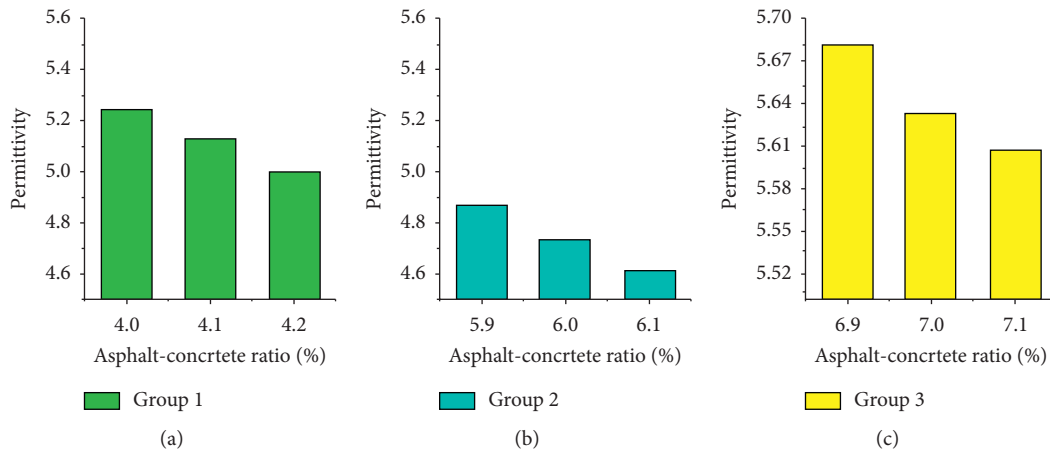 5.6
5.4
5.2
5.0
4.8
4.6
Permittivity
4.0 4.1 4.2
Asphalt-concrtete ratio (%)
Group 1
(a)
5.6
5.4
5.2
5.0
4.8
4.6
Permittivity
5.9 6.0 6.1
Asphalt-concrtete ratio (%)
Group 2
(b)
5.70
5.67
5.64
5.61
5.58
5.55
5.52
Permittivity
6.9 7.0 7.1
Asphalt-concrtete ratio (%)
Group 3
(c)